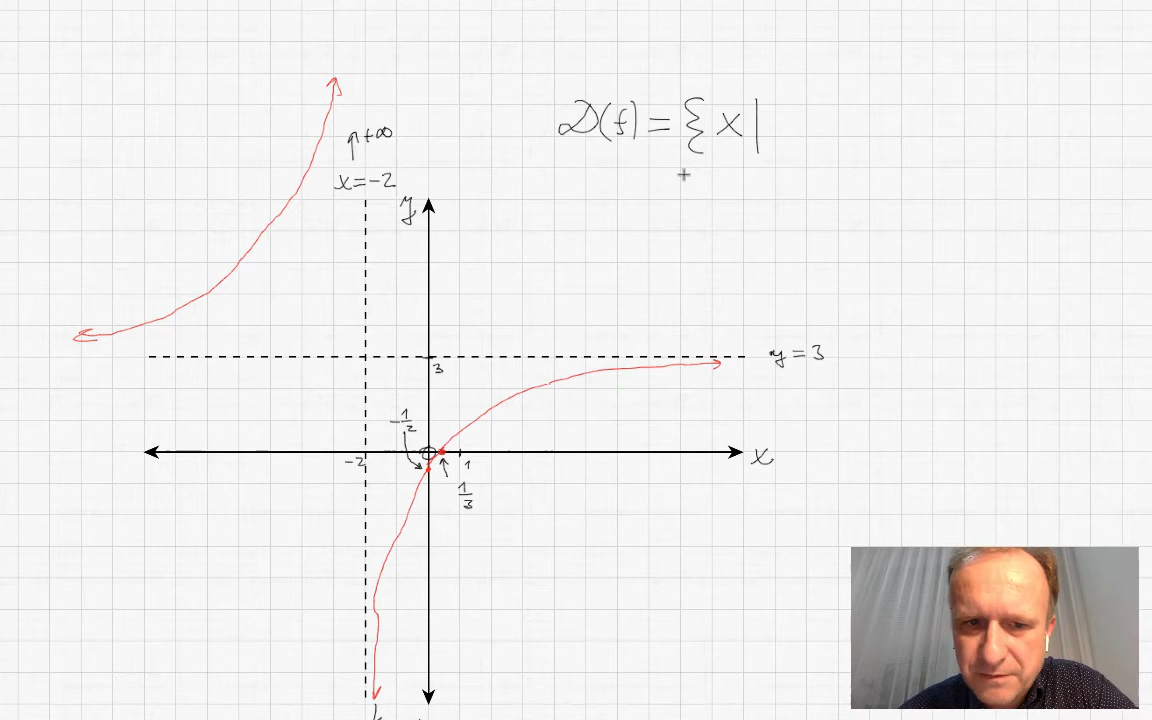 D(f) = { x |
↑+∞
x=-2
y
y=3
3
-1/2
-2
1
x
1/3